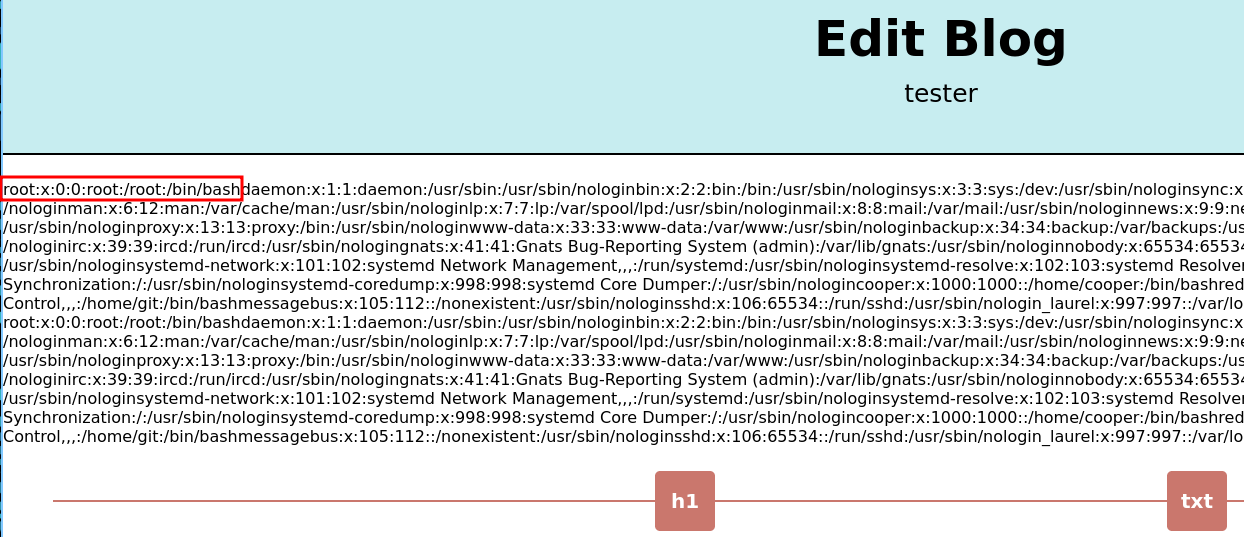 Edit Blog
tester
root:x:0:0:root:/root:/bin/bashdaemon:x:1:1:daemon:/usr/sbin:/usr/sbin/nologinbin:x:2:2:bin:/bin:/usr/sbin/nologinsys:x:3:3:sys:/dev:/usr/sbin/nologinsync:x
/nologinman:x:6:12:man:/var/cache/man:/usr/sbin/nologinlp:x:7:7:lp:/var/spool/lpd:/usr/sbin/nologinmail:x:8:8:mail:/var/mail:/usr/sbin/nologinnews:x:9:9:ne
/usr/sbin/nologinproxy:x:13:13:proxy:/bin:/usr/sbin/nologinwww-data:x:33:33:www-data:/var/www:/usr/sbin/nologinbackup:x:34:34:backup:/var/backups:/us
/nologinirc:x:39:39:ircd:/run/ircd:/usr/sbin/nologingnats:x:41:41:Gnats Bug-Reporting System (admin):/var/lib/gnats:/usr/sbin/nologinnobody:x:65534:65534
/usr/sbin/nologinsystemd-network:x:101:102:systemd Network Management,,,:/run/systemd:/usr/sbin/nologinsystemd-resolve:x:102:103:systemd Resolver
Synchronization:/:/usr/sbin/nologinsystemd-coredump:x:998:998:systemd Core Dumper:/:/usr/sbin/nologincooper:x:1000:1000::/home/cooper:/bin/bashred
Control,,,:/home/git:/bin/bashmessagebus:x:105:112::/nonexistent:/usr/sbin/nologinsshd:x:106:65534::/run/sshd:/usr/sbin/nologin_laurel:x:997:997::/var/lo
root:x:0:0:root:/root:/bin/bashdaemon:x:1:1:daemon:/usr/sbin:/usr/sbin/nologinbin:x:2:2:bin:/bin:/usr/sbin/nologinsys:x:3:3:sys:/dev:/usr/sbin/nologinsync:x
/nologinman:x:6:12:man:/var/cache/man:/usr/sbin/nologinlp:x:7:7:lp:/var/spool/lpd:/usr/sbin/nologinmail:x:8:8:mail:/var/mail:/usr/sbin/nologinnews:x:9:9:ne
/usr/sbin/nologinproxy:x:13:13:proxy:/bin:/usr/sbin/nologinwww-data:x:33:33:www-data:/var/www:/usr/sbin/nologinbackup:x:34:34:backup:/var/backups:/us
/nologinirc:x:39:39:ircd:/run/ircd:/usr/sbin/nologingnats:x:41:41:Gnats Bug-Reporting System (admin):/var/lib/gnats:/usr/sbin/nologinnobody:x:65534:65534
/usr/sbin/nologinsystemd-network:x:101:102:systemd Network Management,,,:/run/systemd:/usr/sbin/nologinsystemd-resolve:x:102:103:systemd Resolver
Synchronization:/:/usr/sbin/nologinsystemd-coredump:x:998:998:systemd Core Dumper:/:/usr/sbin/nologincooper:x:1000:1000::/home/cooper:/bin/bashred
Control,,,:/home/git:/bin/bashmessagebus:x:105:112::/nonexistent:/usr/sbin/nologinsshd:x:106:65534::/run/sshd:/usr/sbin/nologin_laurel:x:997:997::/var/lo
h1 txt